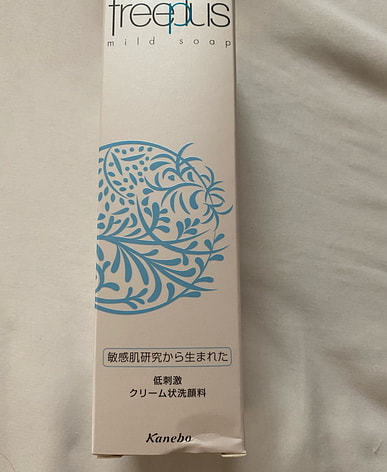 freeplus
mild soap
敏感肌研究から生まれた
低刺激
クリーム状洗顔料
Kanebo